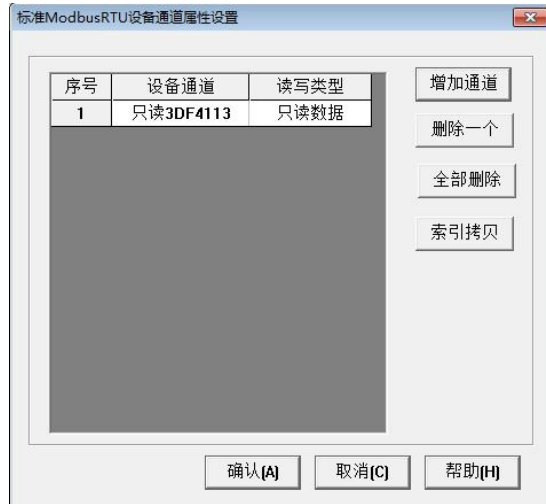 标准ModbusRTU设备通道属性设置
序号 设备通道 读写类型
1 只读3DF4113 只读数据
增加通道
删除一个
全部删除
索引拷贝
确认(A) 取消(C) 帮助(H)